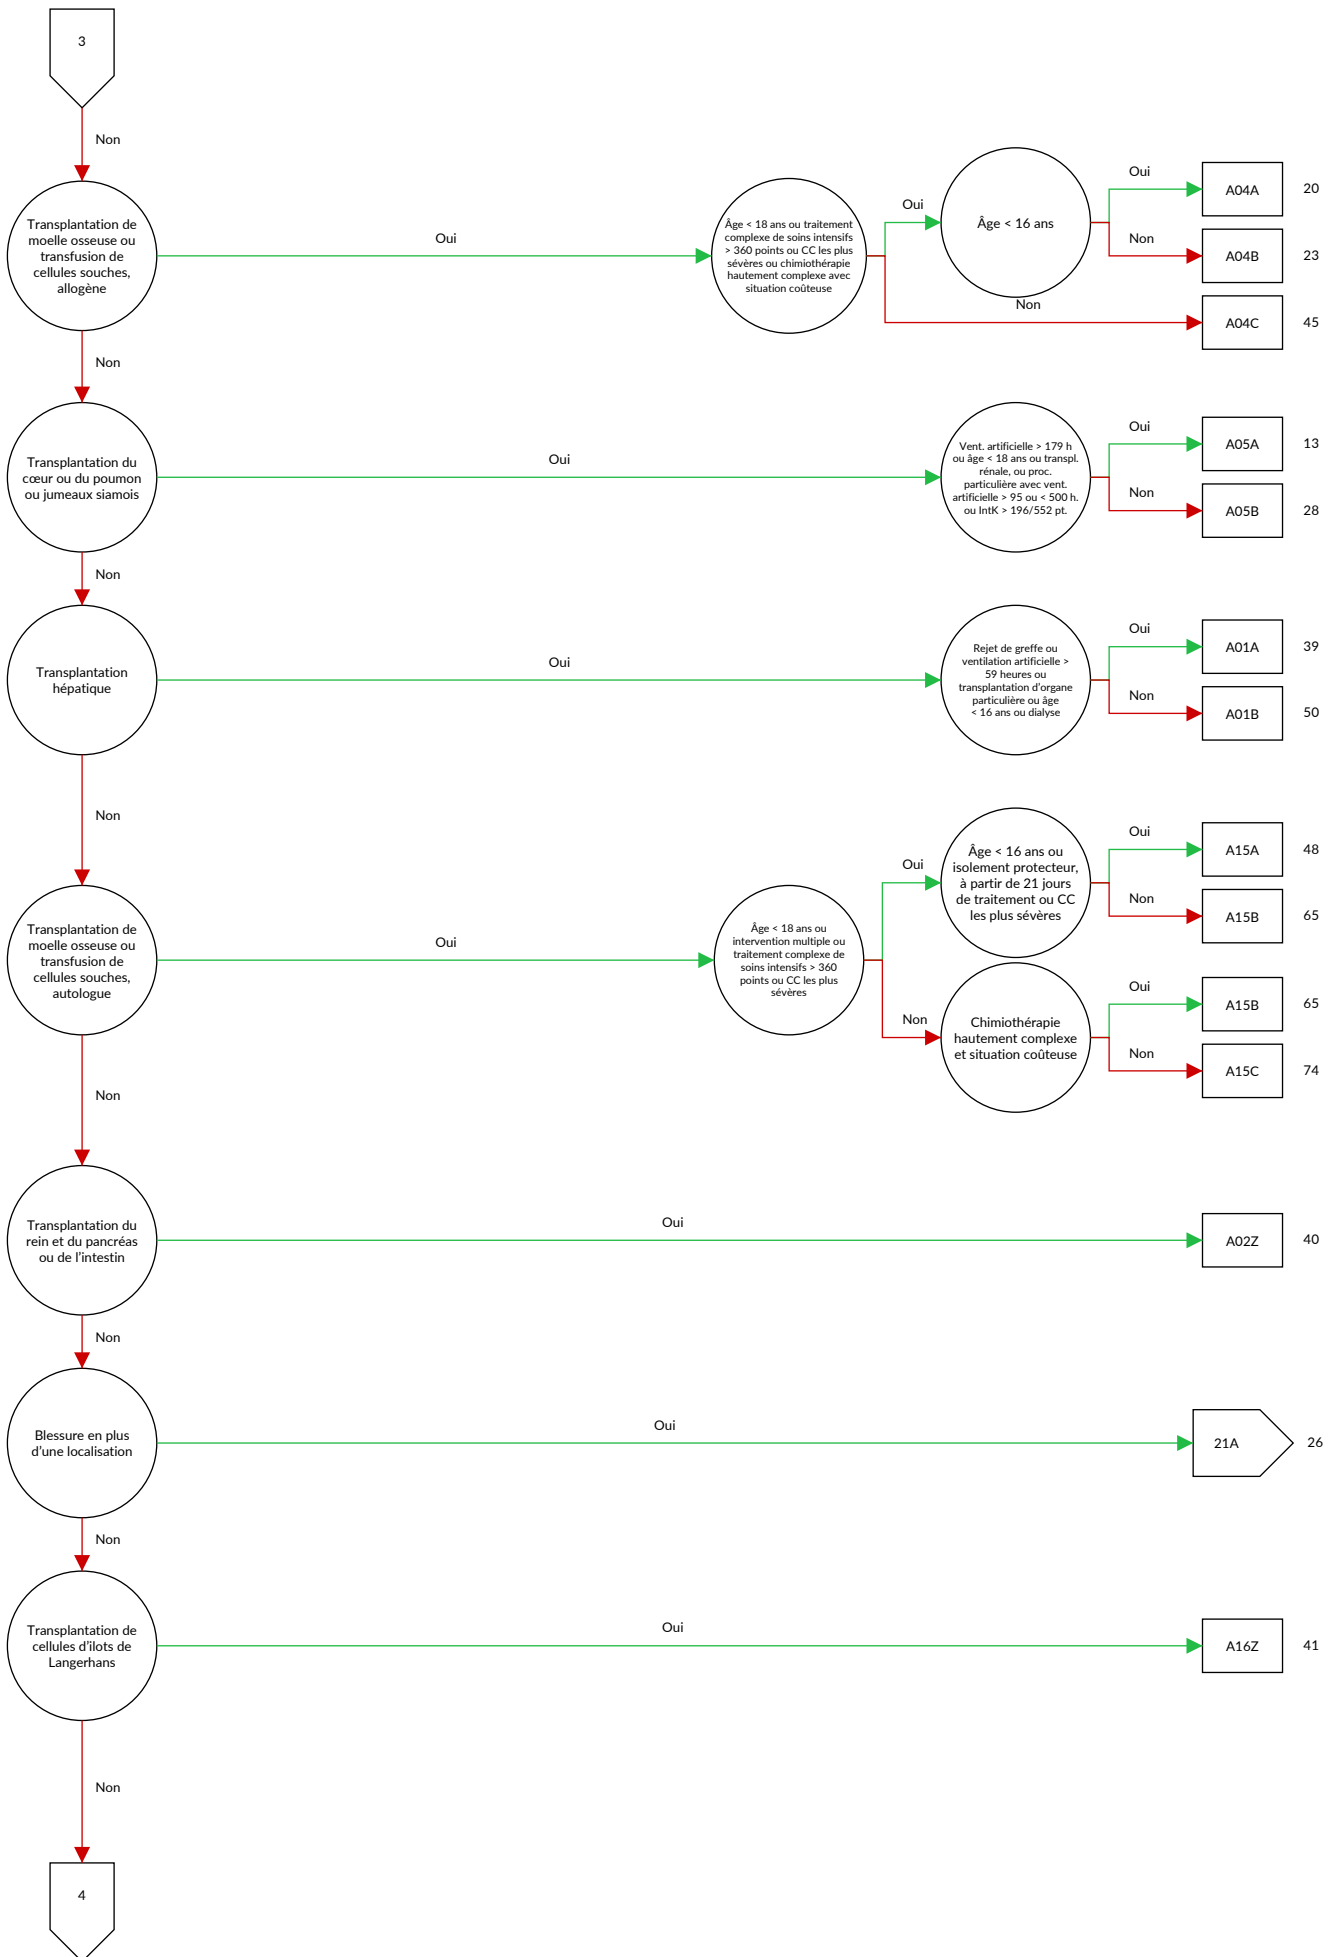 3
Non
Transplantation de
moelle osseuse ou
transfusion de
cellules souches,
allogène
Oui
Âge < 18 ans ou traitement
complexe de soins intensifs
> 360 points ou CC les plus
sévères ou chimiothérapie
hautement complexe avec
situation coûteuse
Oui
Âge < 16 ans
Oui
A04A
20
Non
A04B
23
Non
A04C
45
Non
Transplantation du
cœur ou du poumon
ou jumeaux siamois
Oui
Vent. artificielle > 179 h
ou âge < 18 ans ou transpl.
rénale, ou proc.
particulière avec vent.
artificielle > 95 ou < 500 h.
ou IntK > 196/552 pt.
Oui
A05A
13
Non
A05B
28
Non
Transplantation
hépatique
Oui
Rejet de greffe ou
ventilation artificielle >
59 heures ou
transplantation d'organe
particulière ou âge
< 16 ans ou dialyse
Oui
A01A
39
Non
A01B
50
Non
Transplantation de
moelle osseuse ou
transfusion de
cellules souches,
autologue
Oui
Âge < 18 ans ou
intervention multiple ou
traitement complexe de
soins intensifs > 360
points ou CC les plus
sévères
Oui
Âge < 16 ans ou
isolement protecteur,
à partir de 21 jours
de traitement ou CC
les plus sévères
Oui
A15A
48
Non
A15B
65
Non
Chimiothérapie
hautement complexe
et situation coûteuse
Oui
A15B
65
Non
A15C
74
Non
Transplantation du
rein et du pancréas
ou de l'intestin
Oui
A02Z
40
Non
Blessure en plus
d'une localisation
Oui
21A
26
Non
Transplantation de
cellules d'ilots de
Langerhans
Oui
A16Z
41
Non
4